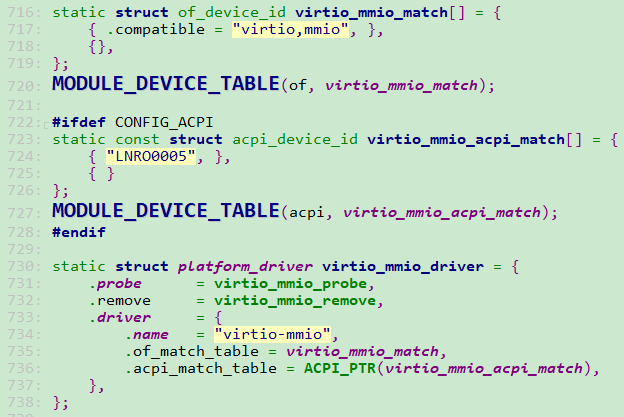 716: static struct of_device_id virtio_mmio_match[] = {
717:     { .compatible = "virtio,mmio", },
718:     {},
719: };
720: MODULE_DEVICE_TABLE(of, virtio_mmio_match);
721:
722: #ifdef CONFIG_ACPI
723: static const struct acpi_device_id virtio_mmio_acpi_match[] = {
724:     { "LNRO0005", },
725:     { }
726: };
727: MODULE_DEVICE_TABLE(acpi, virtio_mmio_acpi_match);
728: #endif
729:
730: static struct platform_driver virtio_mmio_driver = {
731:     .probe      = virtio_mmio_probe,
732:     .remove     = virtio_mmio_remove,
733:     .driver     = {
734:         .name   = "virtio-mmio",
735:         .of_match_table = virtio_mmio_match,
736:         .acpi_match_table = ACPI_PTR(virtio_mmio_acpi_match),
737:     },
738: };